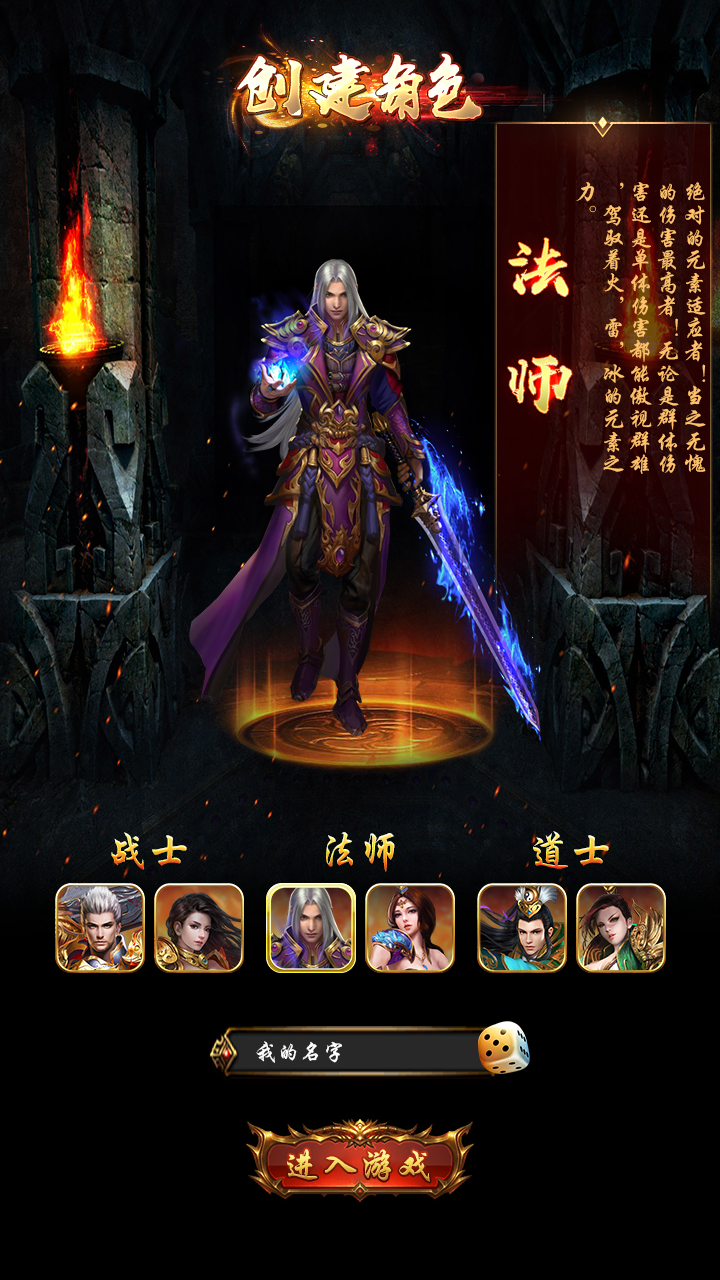 创建角色
法师
绝对的元素适应者！当之无愧
的伤害最高者！无论是群体伤
害还是单体伤害都能傲视群雄
，驾驭着火，雷，冰的元素之
力。
战士
法师
道士
我的名字
进入游戏